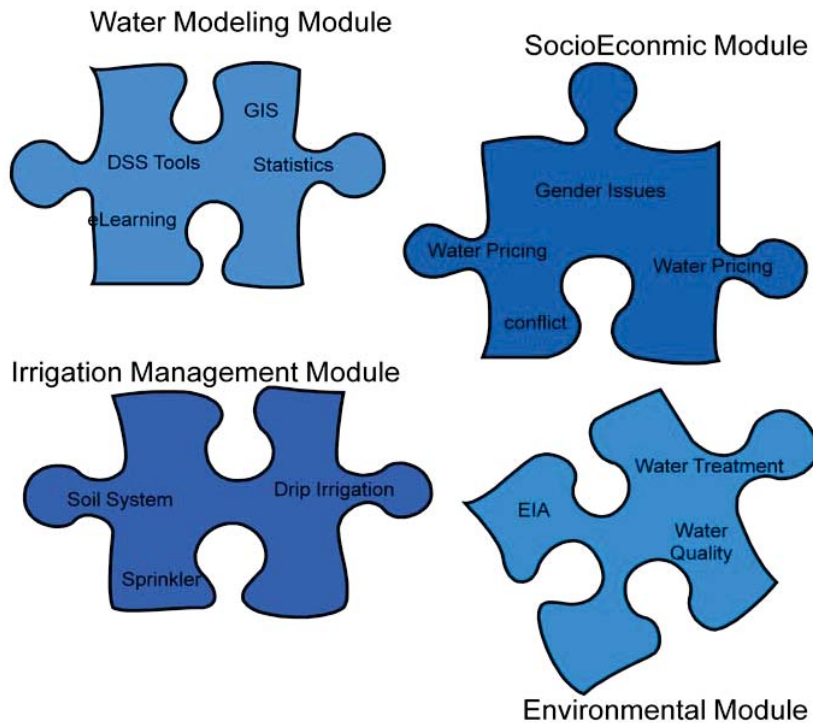 Water Modeling Module
GIS
DSS Tools
Statistics
eLearning
SocioEconmic Module
Gender Issues
Water Pricing
Water Pricing
conflict
Irrigation Management Module
Soil System
Drip Irrigation
Sprinkler
Water Treatment
EIA
Water
Quality
Environmental Module